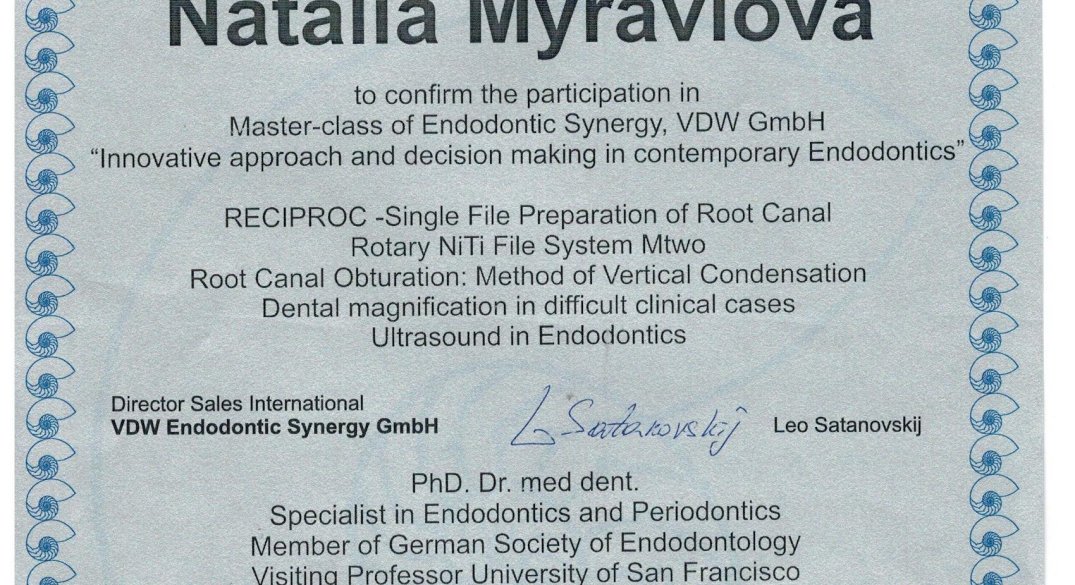 Natalia Myravlova
to confirm the participation in
Master-class of Endodontic Synergy, VDW GmbH
“Innovative approach and decision making in contemporary Endodontics”
RECIPROC -Single File Preparation of Root Canal
Rotary NiTi File System Mtwo
Root Canal Obturation: Method of Vertical Condensation
Dental magnification in difficult clinical cases
Ultrasound in Endodontics
Director Sales International
VDW Endodontic Synergy GmbH
L. Satanovskij
Leo Satanovskij
PhD. Dr. med dent.
Specialist in Endodontics and Periodontics
Member of German Society of Endodontology
Visiting Professor University of San Francisco